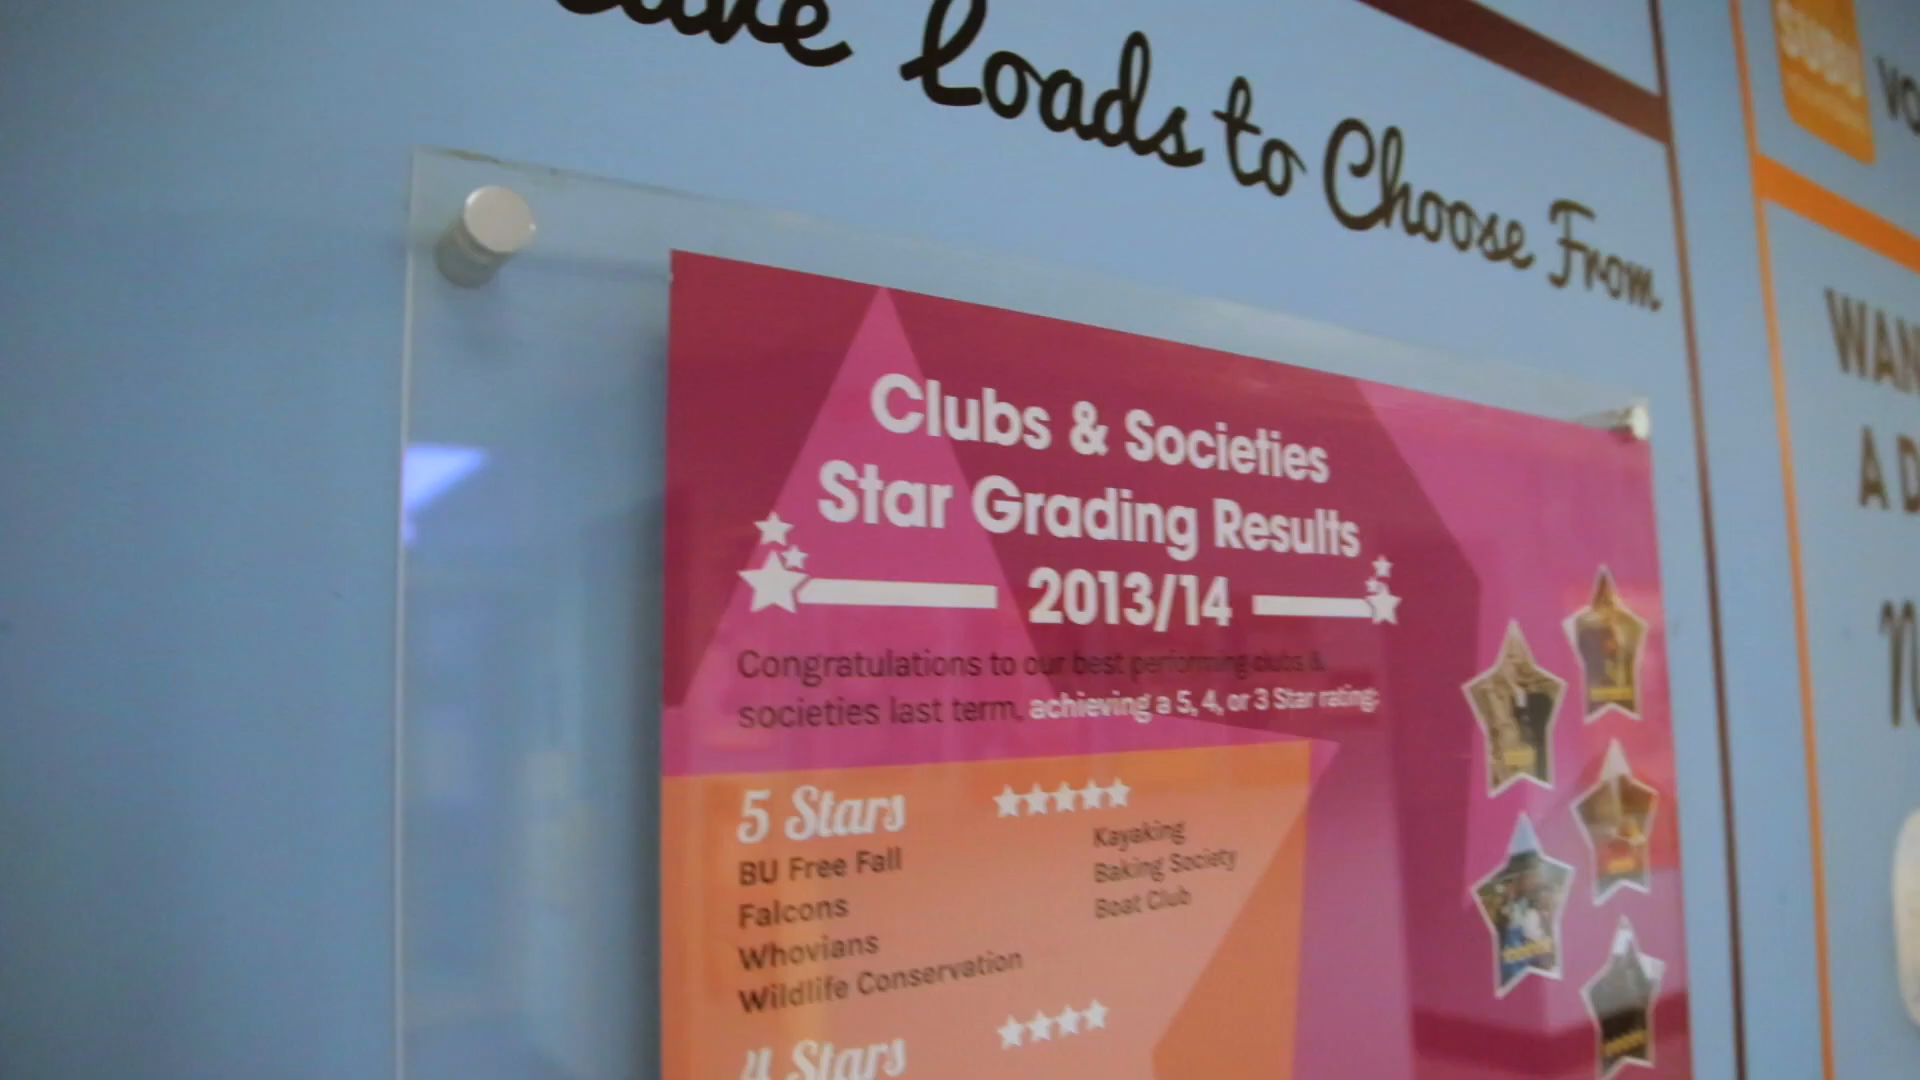 loads to Choose From
Clubs & Societies
Star Grading Results
2013/14
Congratulations to our best performing clubs &
societies last term, achieving a 5, 4, or 3 Star rating:
5 Stars
BU Free Fall
Falcons
Whovians
Wildlife Conservation
Kayaking
Baking Society
Boat Club
4 Stars
SUBU
A